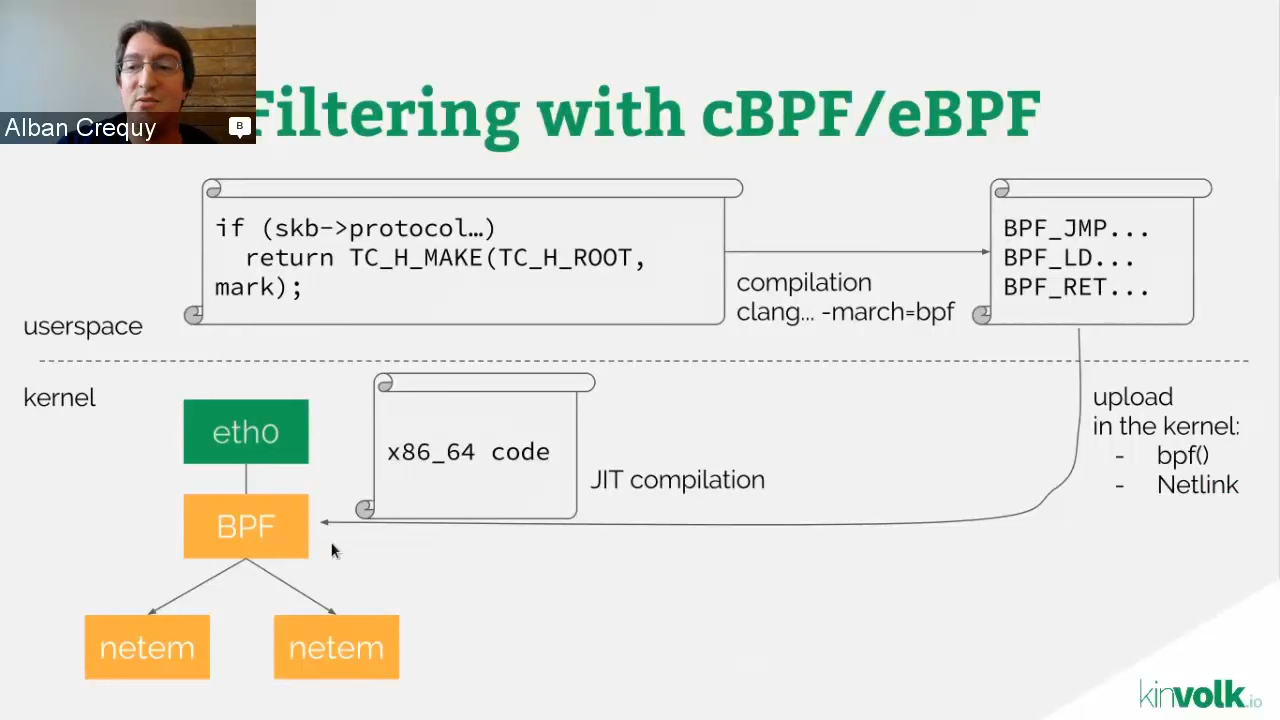 Alban Crequy
B
Filtering with cBPF/eBPF
if (skb->protocol…)
return TC_H_MAKE(TC_H_ROOT,
mark);
compilation
clang... -march=bpf
BPF_JMP...
BPF_LD...
BPF_RET...
userspace
kernel
eth0
x86_64 code
JIT compilation
upload
in the kernel:
- bpf()
- Netlink
BPF
netem
netem
kinvolk.io